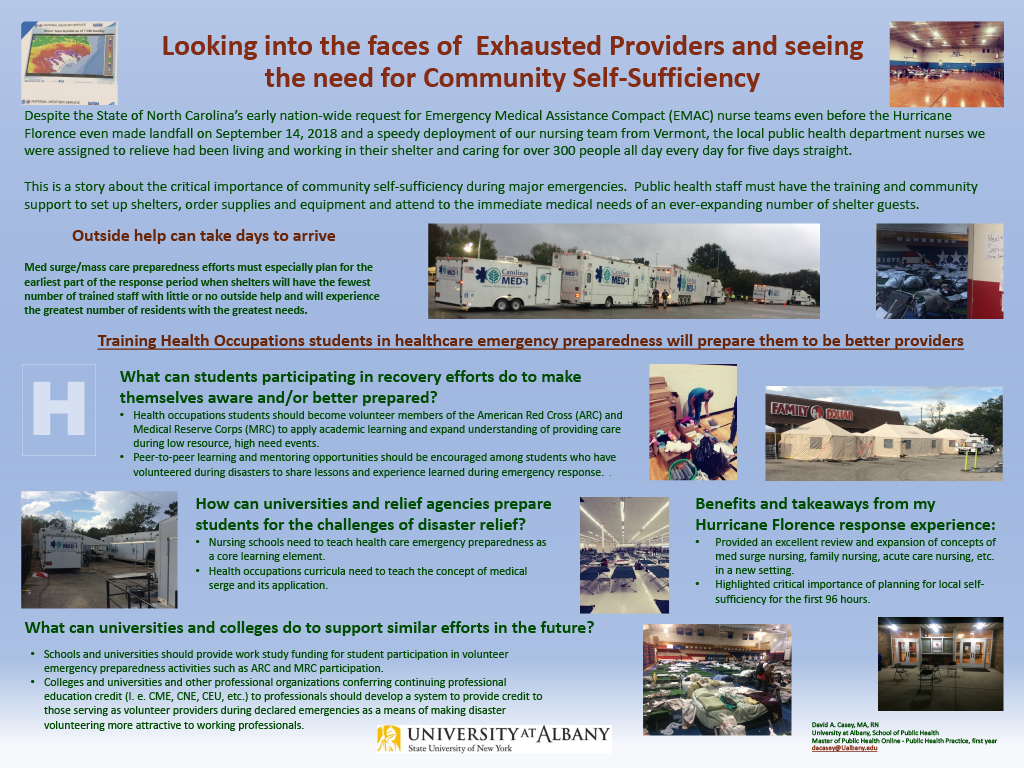 Looking into the faces of  Exhausted Providers and seeing
the need for Community Self-Sufficiency
Despite the State of North Carolina's early nation-wide request for Emergency Medical Assistance Compact (EMAC) nurse teams even before the Hurricane
Florence even made landfall on September 14, 2018 and a speedy deployment of our nursing team from Vermont, the local public health department nurses we
were assigned to relieve had been living and working in their shelter and caring for over 300 people all day every day for five days straight.
This is a story about the critical importance of community self-sufficiency during major emergencies.  Public health staff must have the training and community
support to set up shelters, order supplies and equipment and attend to the immediate medical needs of an ever-expanding number of shelter guests.
Outside help can take days to arrive
Med surge/mass care preparedness efforts must especially plan for the
earliest part of the response period when shelters will have the fewest
number of trained staff with little or no outside help and will experience
the greatest number of residents with the greatest needs.
Carolinas
MED-1
MED-1
Training Health Occupations students in healthcare emergency preparedness will prepare them to be better providers
H
What can students participating in recovery efforts do to make
themselves aware and/or better prepared?
• Health occupations students should become volunteer members of the American Red Cross (ARC) and
Medical Reserve Corps (MRC) to apply academic learning and expand understanding of providing care
during low resource, high need events.
• Peer-to-peer learning and mentoring opportunities should be encouraged among students who have
volunteered during disasters to share lessons and experience learned during emergency response. .
FAMILY DOLLAR
MED-1
How can universities and relief agencies prepare
students for the challenges of disaster relief?
• Nursing schools need to teach health care emergency preparedness as
a core learning element.
• Health occupations curricula need to teach the concept of medical
serge and its application.
Benefits and takeaways from my
Hurricane Florence response experience:
• Provided an excellent review and expansion of concepts of
med surge nursing, family nursing, acute care nursing, etc.
in a new setting.
• Highlighted critical importance of planning for local self-
sufficiency for the first 96 hours.
What can universities and colleges do to support similar efforts in the future?
• Schools and universities should provide work study funding for student participation in volunteer
emergency preparedness activities such as ARC and MRC participation.
• Colleges and universities and other professional organizations conferring continuing professional
education credit (I. e. CME, CNE, CEU, etc.) to professionals should develop a system to provide credit to
those serving as volunteer providers during declared emergencies as a means of making disaster
volunteering more attractive to working professionals.
UNIVERSITY AT ALBANY
State University of New York
David A. Casey, MA, RN
University at Albany, School of Public Health
Master of Public Health Online - Public Health Practice, first year
dacasey@Ualbany.edu